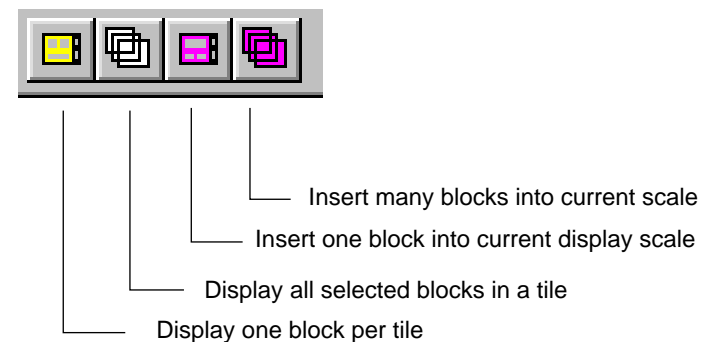 Insert many blocks into current scale
Insert one block into current display scale
Display all selected blocks in a tile
Display one block per tile